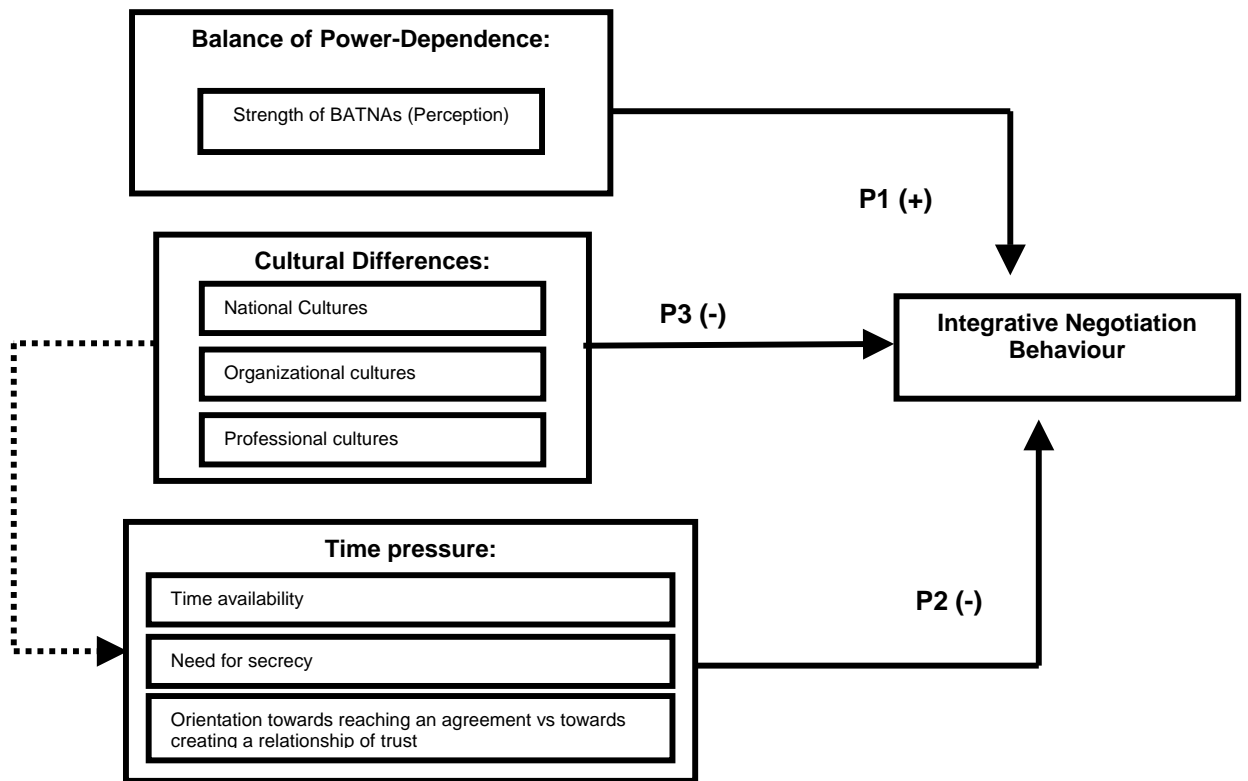 Balance of Power-Dependence:
Strength of BATNAs (Perception)
P1 (+)
Cultural Differences:
National Cultures
Organizational cultures
Professional cultures
P3 (-)
Integrative Negotiation
Behaviour
Time pressure:
Time availability
Need for secrecy
Orientation towards reaching an agreement vs towards
creating a relationship of trust
P2 (-)